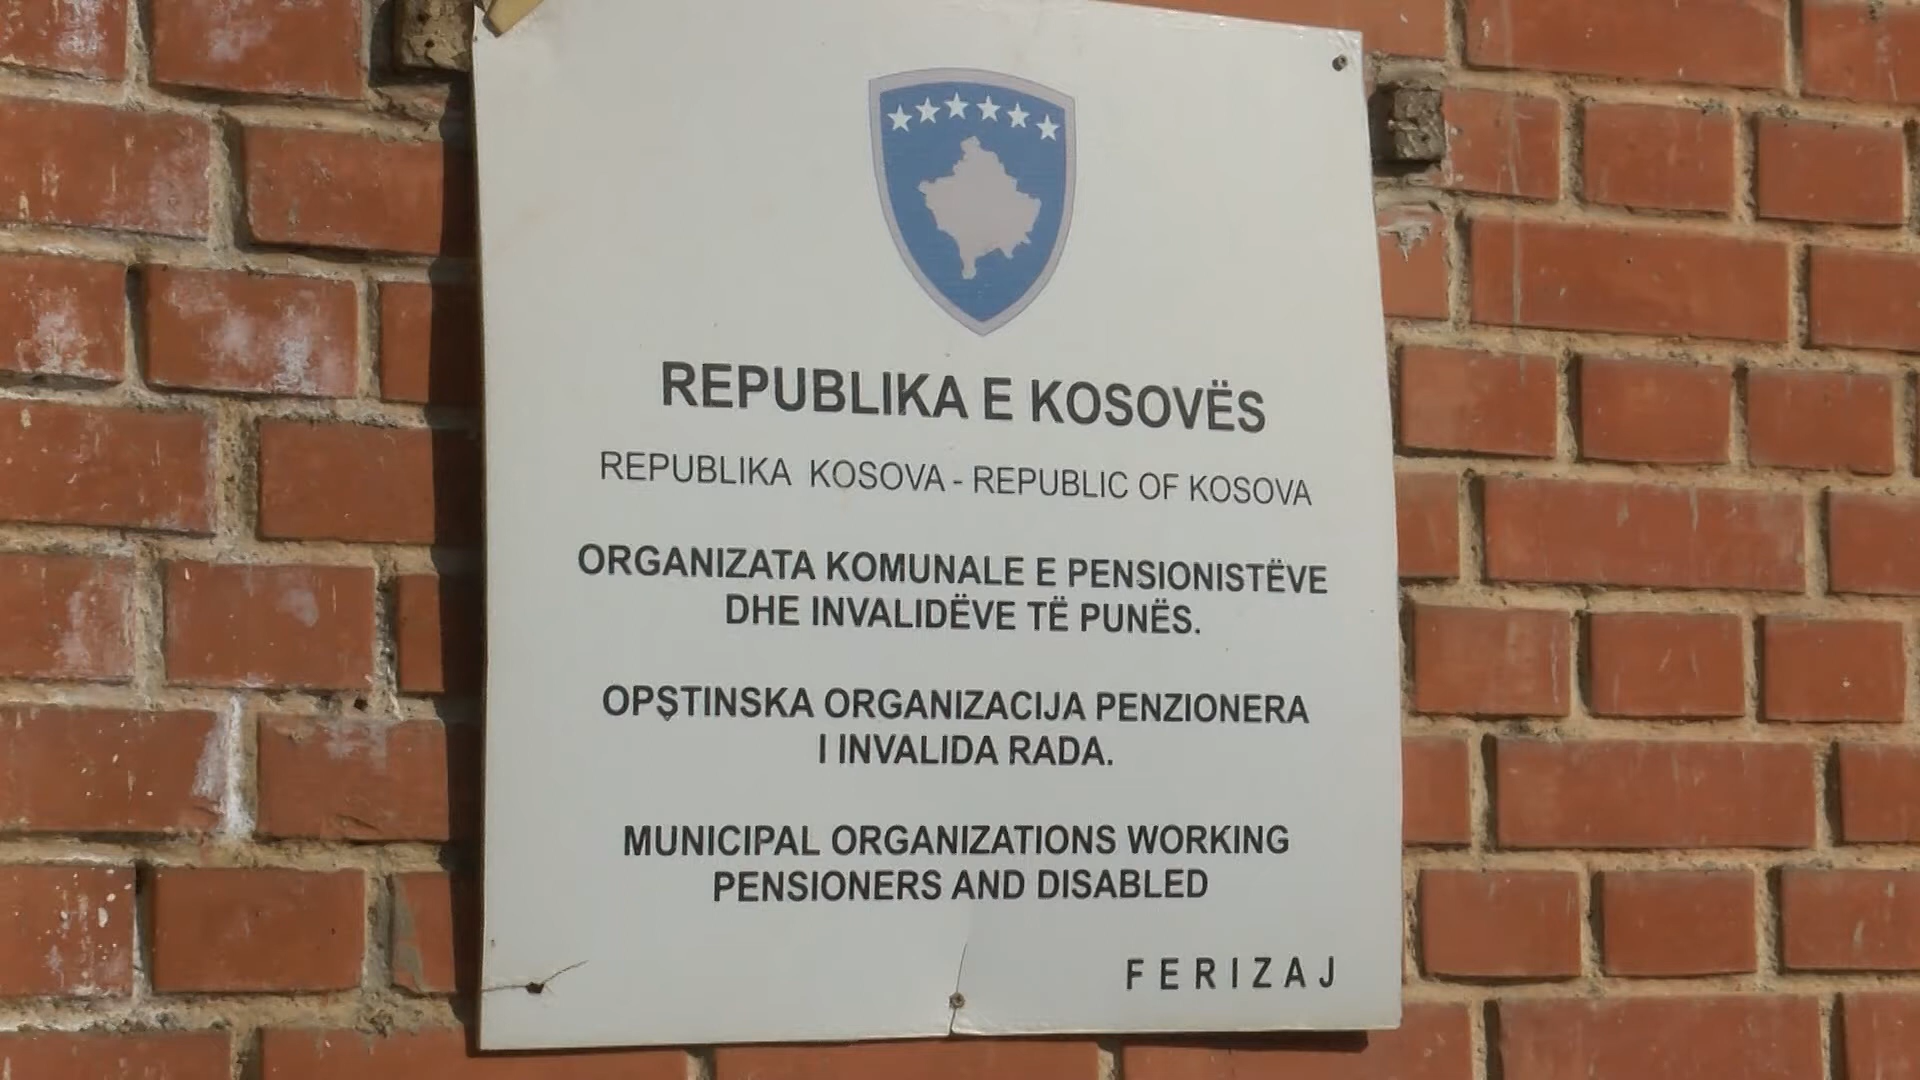 REPUBLIKA E KOSOVËS
REPUBLIKA KOSOVA - REPUBLIC OF KOSOVA
ORGANIZATA KOMUNALE E PENSIONISTËVE
DHE INVALIDËVE TË PUNËS.
OPȘTINSKA ORGANIZACIJA PENZIONERA
I INVALIDA RADA.
MUNICIPAL ORGANIZATIONS WORKING
PENSIONERS AND DISABLED
FERIZAJ